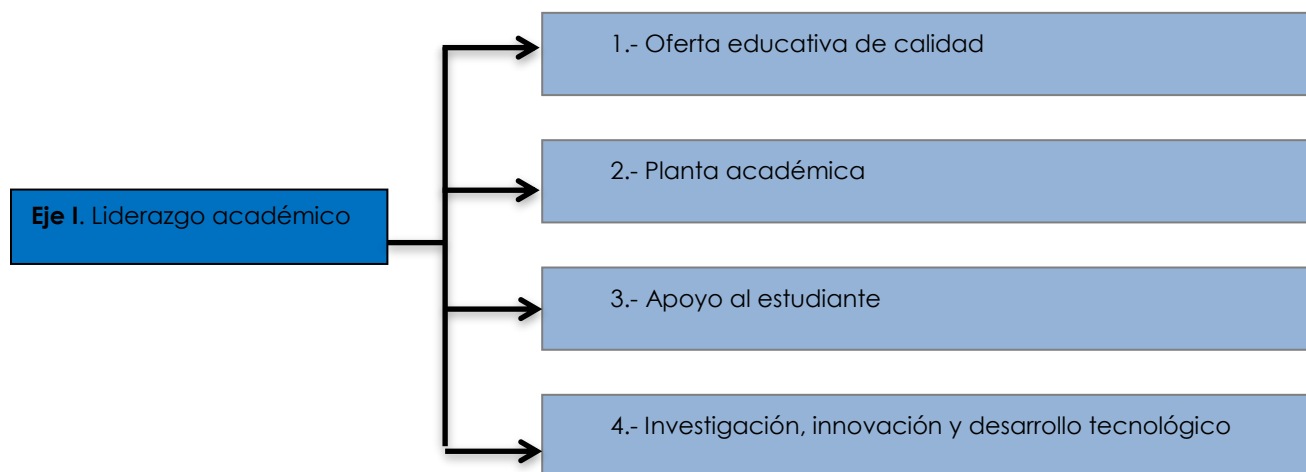 Eje I. Liderazgo académico
1.- Oferta educativa de calidad
2.- Planta académica
3.- Apoyo al estudiante
4.- Investigación, innovación y desarrollo tecnológico